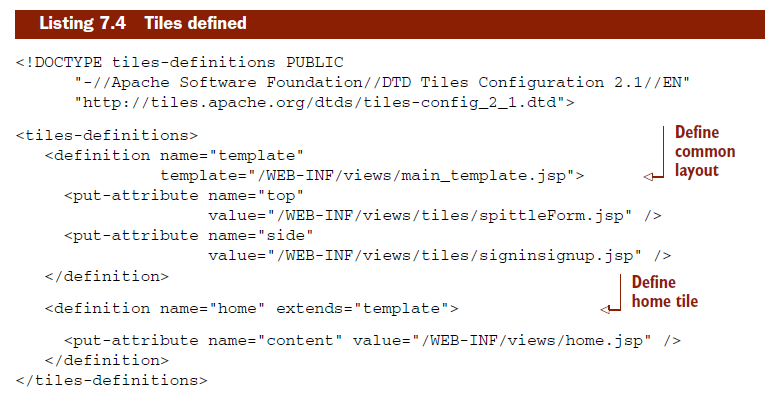 Listing 7.4 Tiles defined
<!DOCTYPE tiles-definitions PUBLIC
"-//Apache Software Foundation//DTD Tiles Configuration 2.1//EN"
"http://tiles.apache.org/dtds/tiles-config_2_1.dtd">
<tiles-definitions>
<definition name="template"
template="/WEB-INF/views/main_template.jsp">
Define
common
layout
<put-attribute name="top"
value="/WEB-INF/views/tiles/spittleForm.jsp" />
<put-attribute name="side"
value="/WEB-INF/views/tiles/signinsignup.jsp" />
</definition>
<definition name="home" extends="template">
Define
home tile
<put-attribute name="content" value="/WEB-INF/views/home.jsp" />
</definition>
</tiles-definitions>